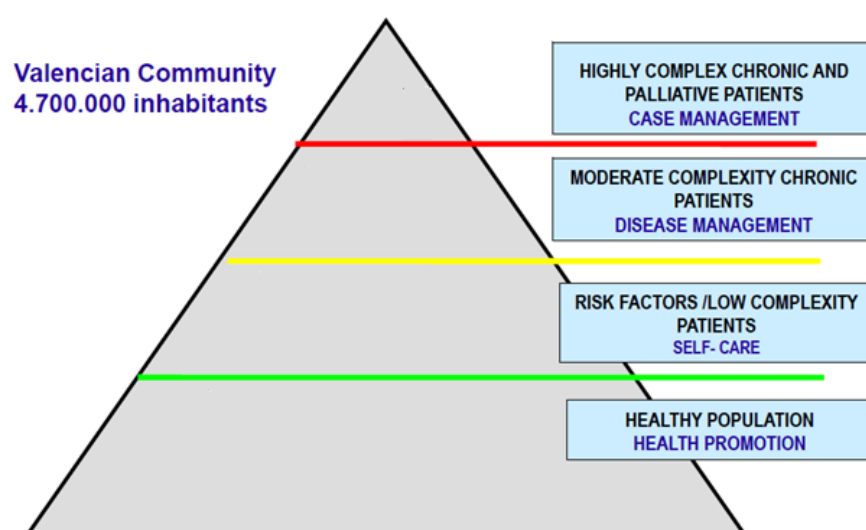 Valencian Community
4.700.000 inhabitants
HIGHLY COMPLEX CHRONIC AND
PALLIATIVE PATIENTS
CASE MANAGEMENT
MODERATE COMPLEXITY CHRONIC
PATIENTS
DISEASE MANAGEMENT
RISK FACTORS /LOW COMPLEXITY
PATIENTS
SELF- CARE
HEALTHY POPULATION
HEALTH PROMOTION